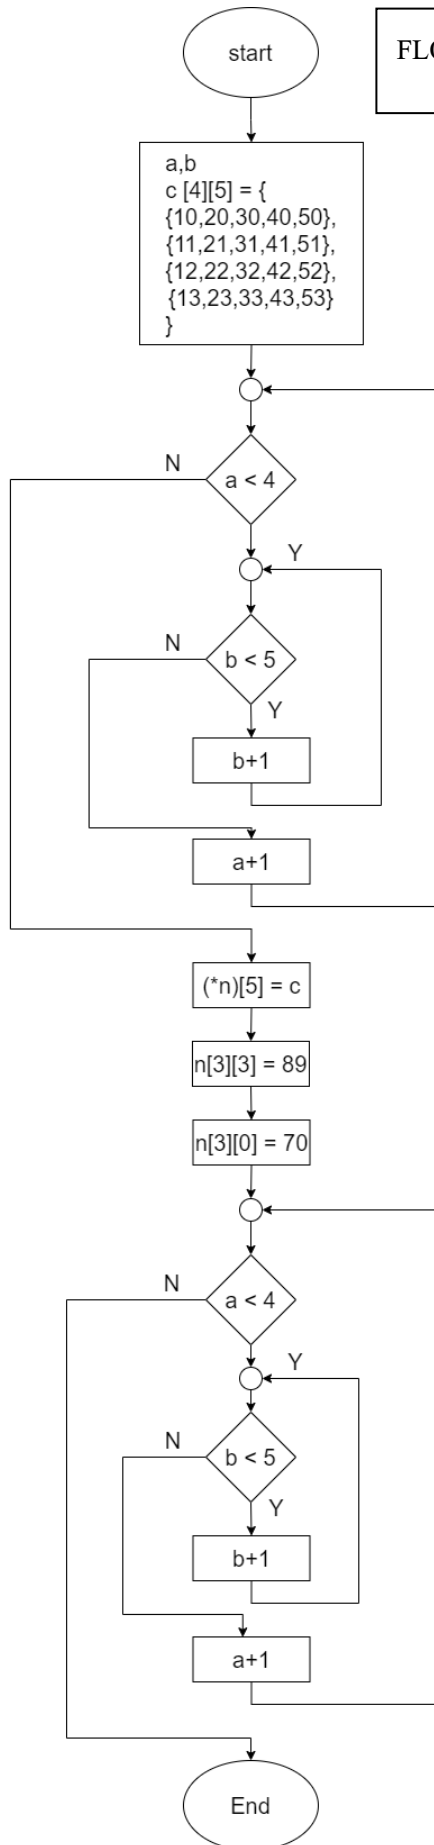 start
FLO
a,b
c [4][5] = {
{10,20,30,40,50},
{11,21,31,41,51},
{12,22,32,42,52},
{13,23,33,43,53}
}
N
a < 4
Y
N
b < 5
Y
b+1
a+1
(*n)[5] = c
n[3][3] = 89
n[3][0] = 70
N
a < 4
Y
N
b < 5
Y
b+1
a+1
End